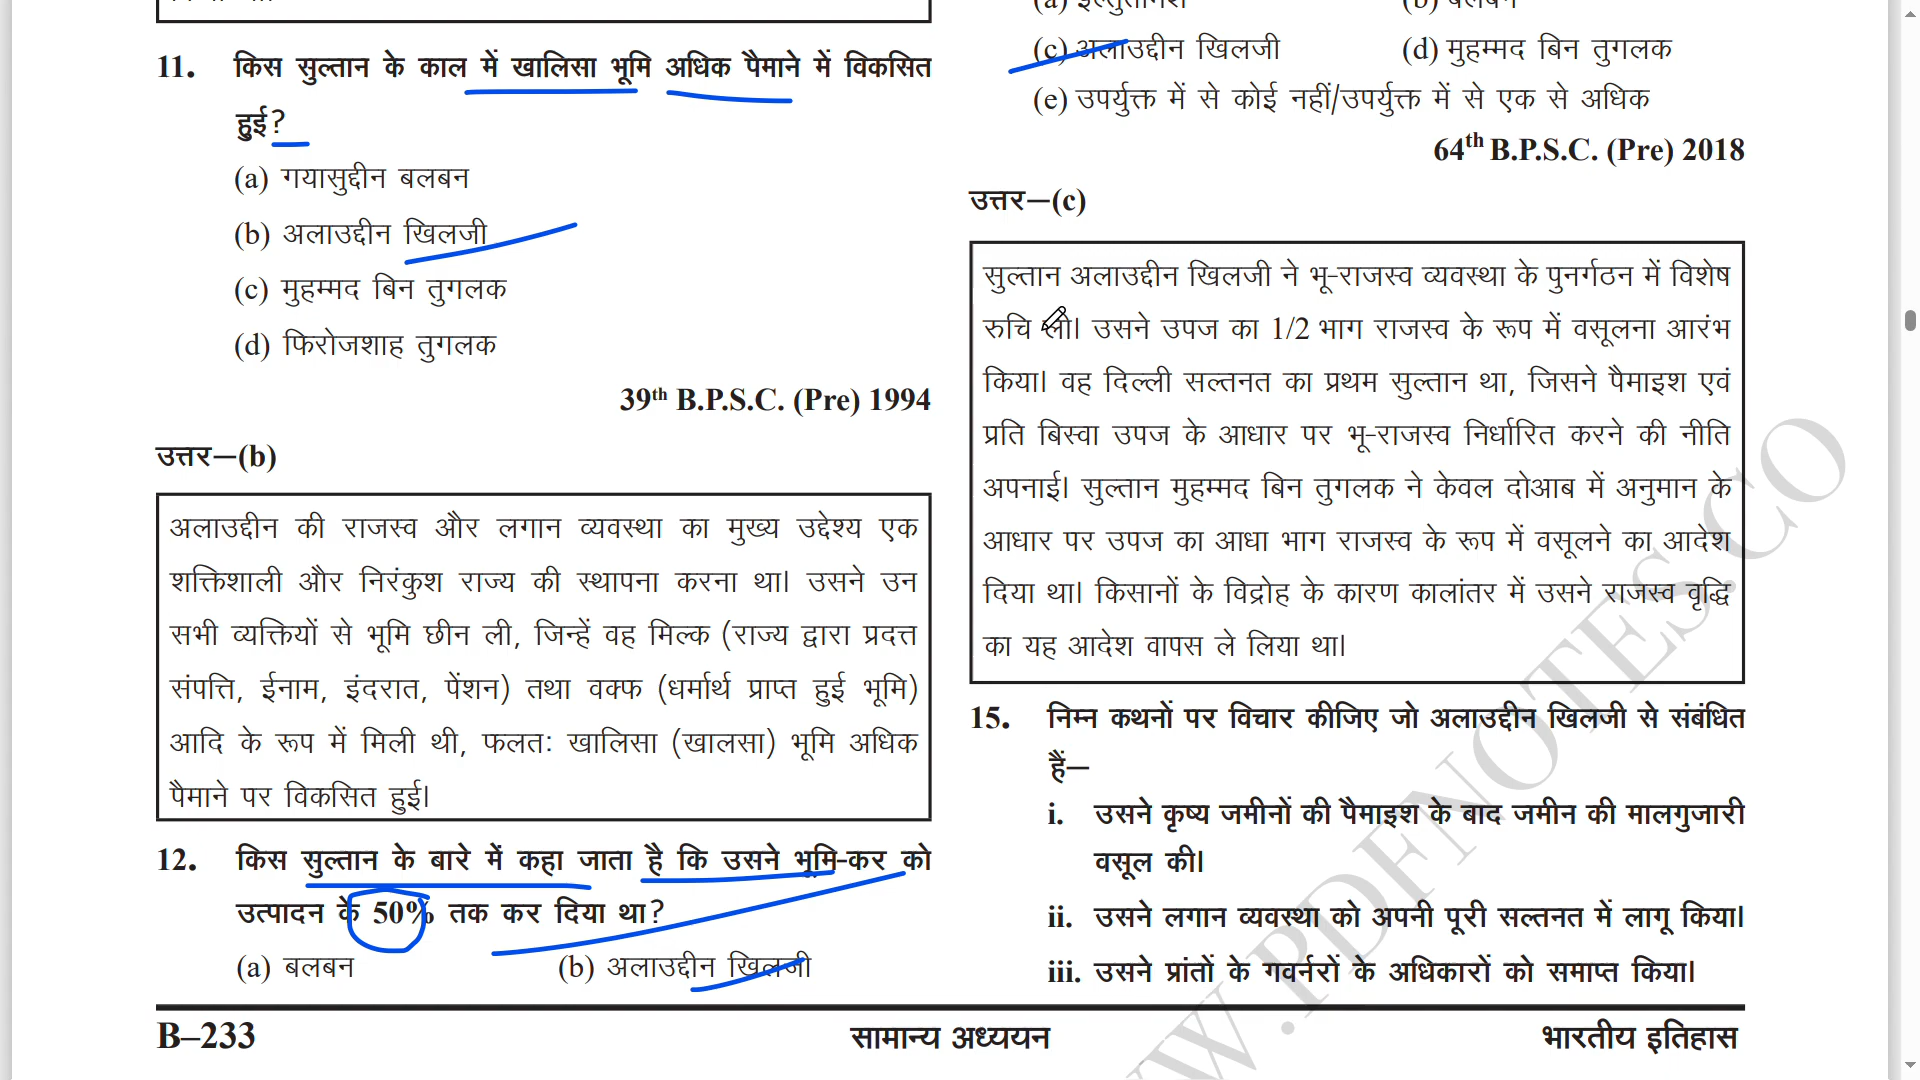 11. किस सुल्तान के काल में खालिसा भूमि अधिक पैमाने में विकसित
हुई?
(a) गयासुद्दीन बलबन
(b) अलाउद्दीन खिलजी
(c) मुहम्मद बिन तुगलक
(d) फिरोजशाह तुगलक
39th B.P.S.C. (Pre) 1994
उत्तर—(b)
अलाउद्दीन की राजस्व और लगान व्यवस्था का मुख्य उद्देश्य एक
शक्तिशाली और निरंकुश राज्य की स्थापना करना था। उसने उन
सभी व्यक्तियों से भूमि छीन ली, जिन्हें वह मिल्क (राज्य द्वारा प्रदत्त
संपत्ति, ईनाम, इंदरात, पेंशन) तथा वक्फ (धर्मार्थ प्राप्त हुई भूमि)
आदि के रूप में मिली थी, फलतः खालिसा (खालसा) भूमि अधिक
पैमाने पर विकसित हुई।
12. किस सुल्तान के बारे में कहा जाता है कि उसने भूमि-कर को
उत्पादन के 50% तक कर दिया था?
(a) बलबन (b) अलाउद्दीन खिलजी
(a) इल्तुतमिश (b) बलबन
(c) अलाउद्दीन खिलजी (d) मुहम्मद बिन तुगलक
(e) उपर्युक्त में से कोई नहीं/उपर्युक्त में से एक से अधिक
64th B.P.S.C. (Pre) 2018
उत्तर—(c)
सुल्तान अलाउद्दीन खिलजी ने भू-राजस्व व्यवस्था के पुनर्गठन में विशेष
रुचि ली। उसने उपज का 1/2 भाग राजस्व के रूप में वसूलना आरंभ
किया। वह दिल्ली सल्तनत का प्रथम सुल्तान था, जिसने पैमाइश एवं
प्रति बिस्वा उपज के आधार पर भू-राजस्व निर्धारित करने की नीति
अपनाई। सुल्तान मुहम्मद बिन तुगलक ने केवल दोआब में अनुमान के
आधार पर उपज का आधा भाग राजस्व के रूप में वसूलने का आदेश
दिया था। किसानों के विद्रोह के कारण कालांतर में उसने राजस्व वृद्धि
का यह आदेश वापस ले लिया था।
15. निम्न कथनों पर विचार कीजिए जो अलाउद्दीन खिलजी से संबंधित
हैं—
i. उसने कृष्य जमीनों की पैमाइश के बाद जमीन की मालगुजारी
वसूल की।
ii. उसने लगान व्यवस्था को अपनी पूरी सल्तनत में लागू किया।
iii. उसने प्रांतों के गवर्नरों के अधिकारों को समाप्त किया।
B–233 सामान्य अध्ययन भारतीय इतिहास
W.PDFNOTES.CO